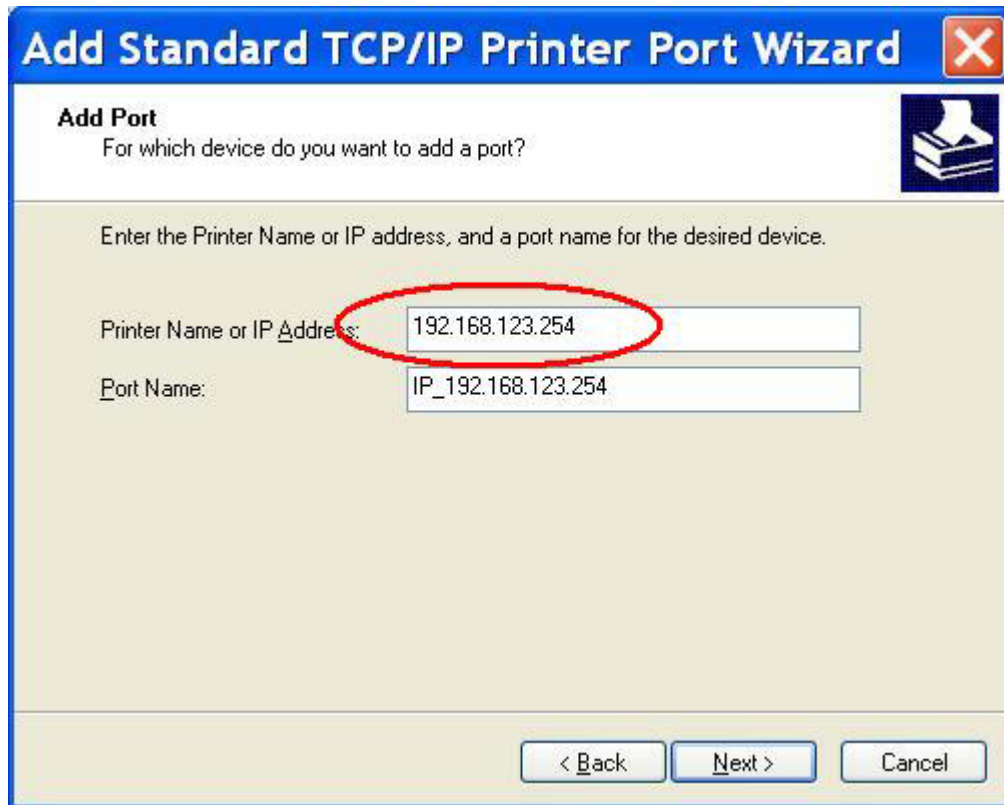 Add Standard TCP/IP Printer Port Wizard
Add Port
For which device do you want to add a port?
Enter the Printer Name or IP address, and a port name for the desired device.
Printer Name or IP Address: 192.168.123.254
Port Name: IP_192.168.123.254
< Back Next > Cancel